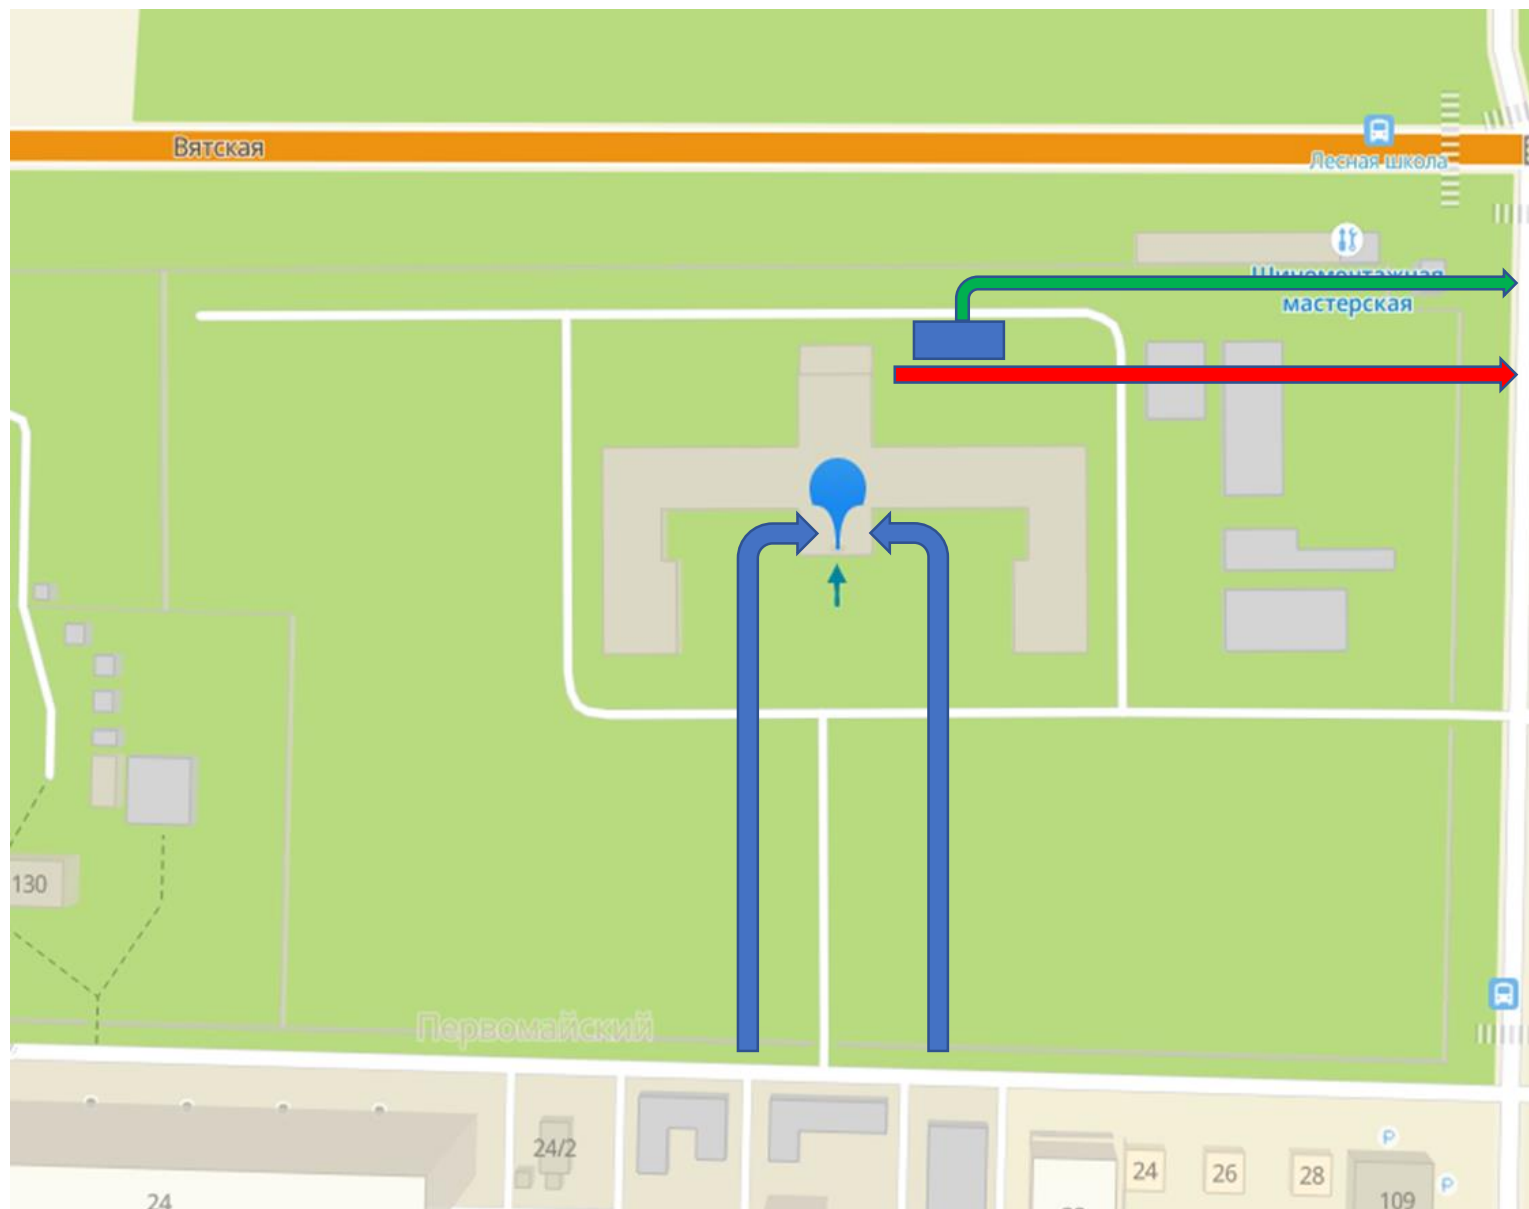 Вятская
Лесная школа
Шиномонтажная
мастерская
130
Первомайский
24/2
24
26
28
P
P
109
24